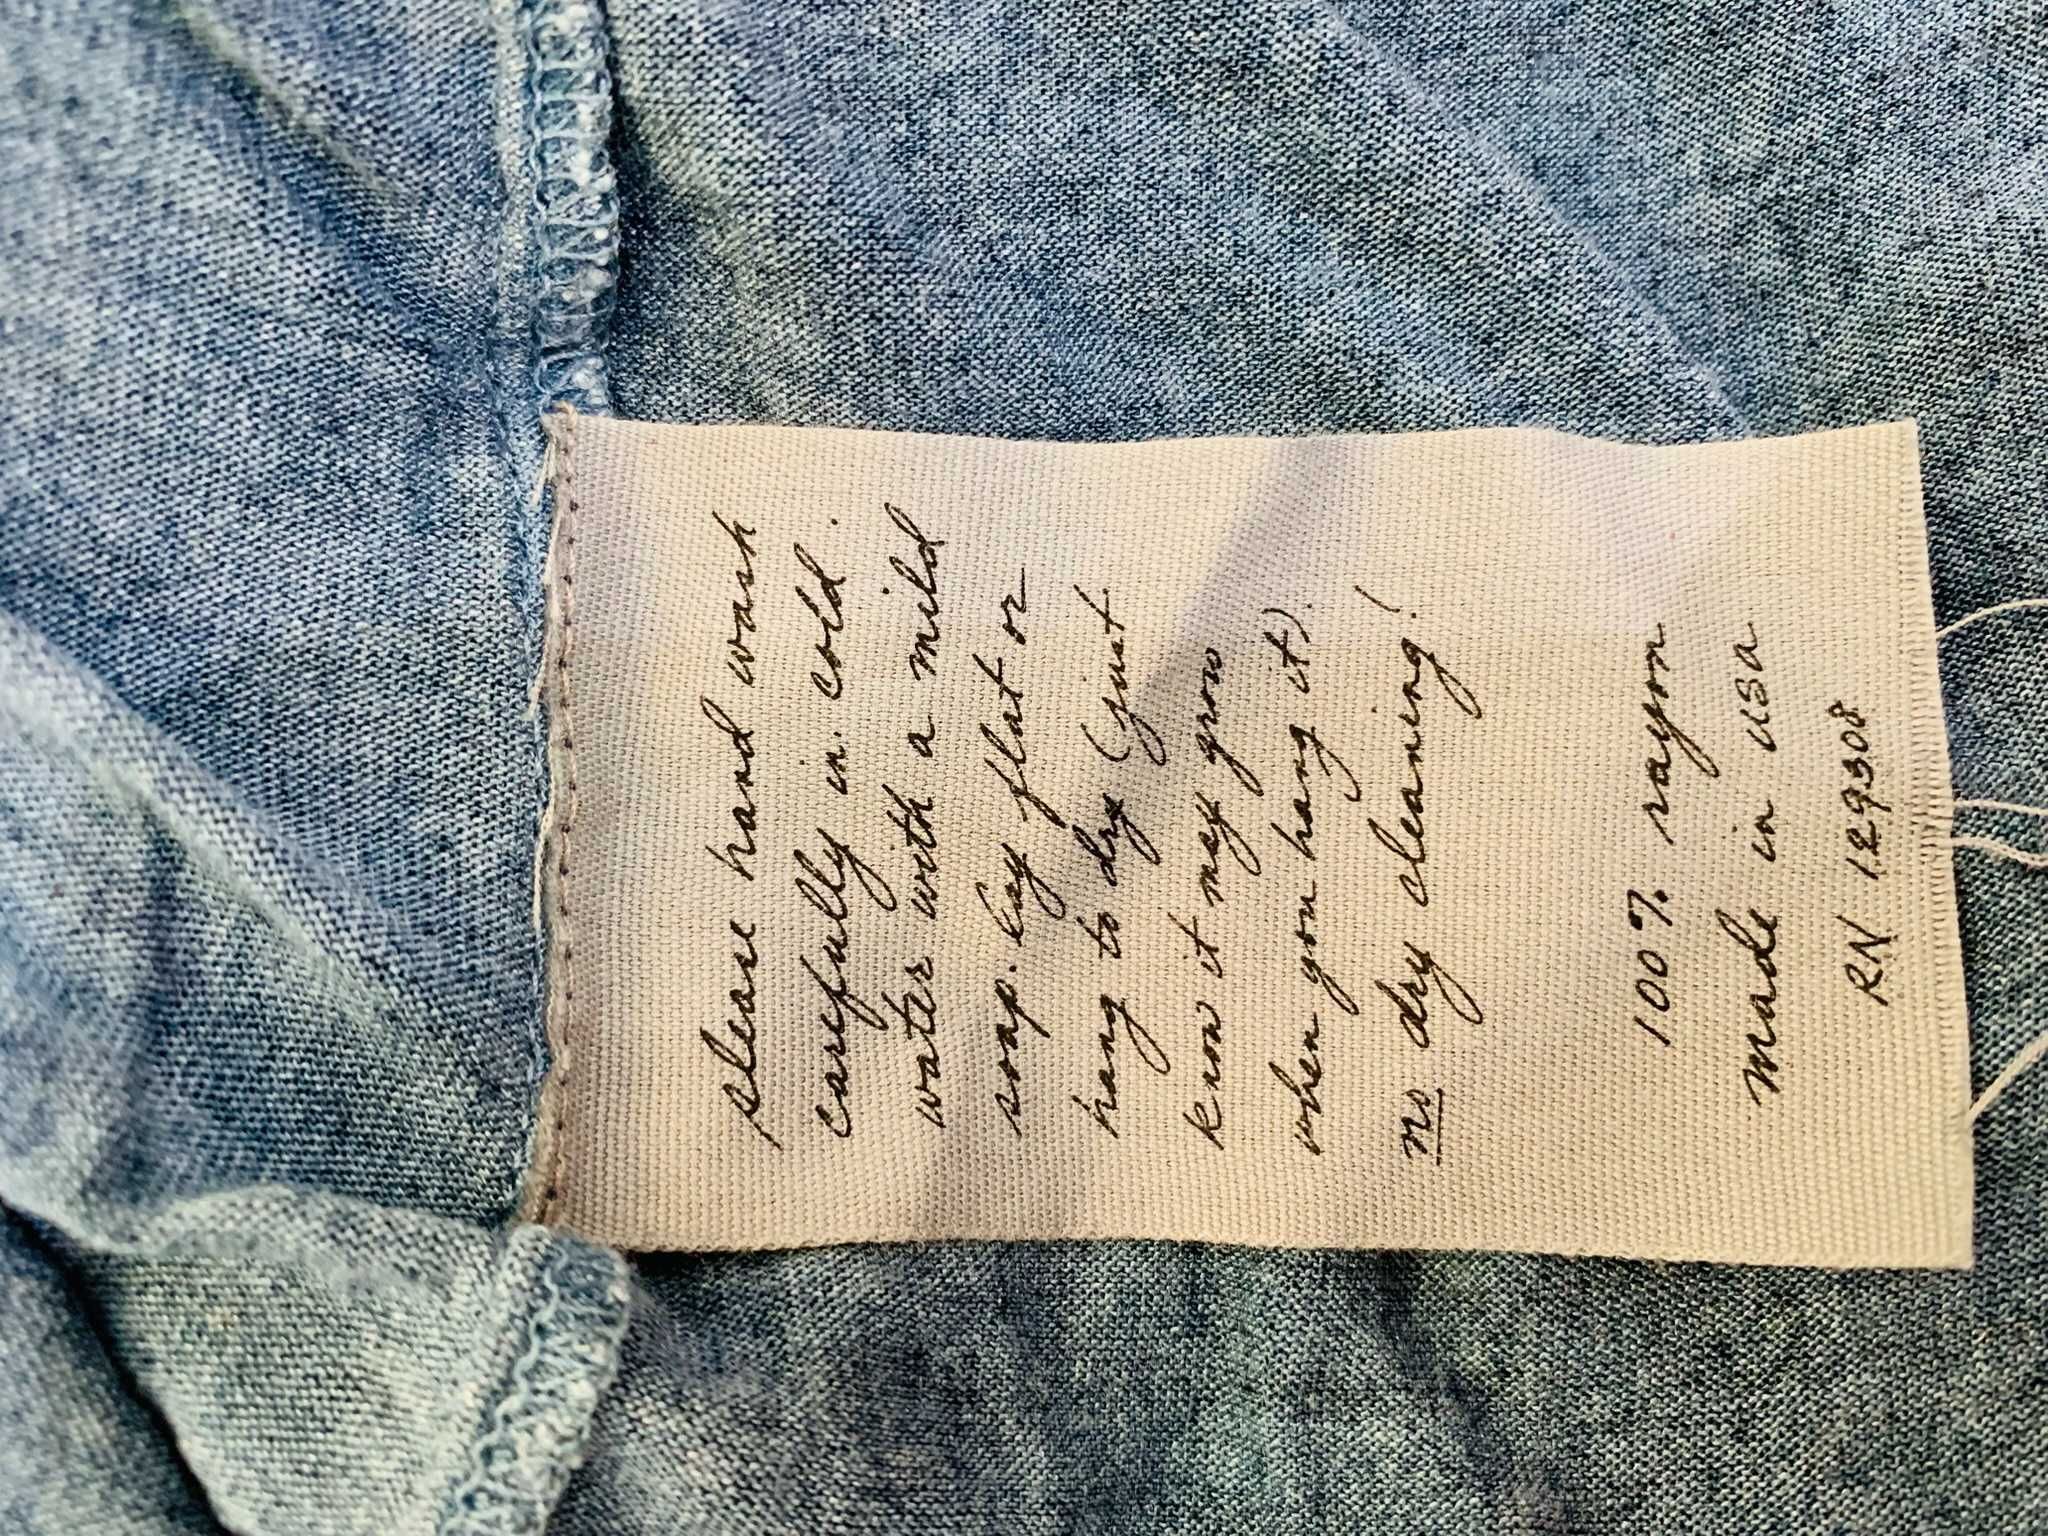 please hand wash
carefully in cold
water with a mild
soap. Lay flat or
hang to dry (just
know it may grow
when you hang it).
no dry cleaning!
100% rayon
made in usa
RN 129308